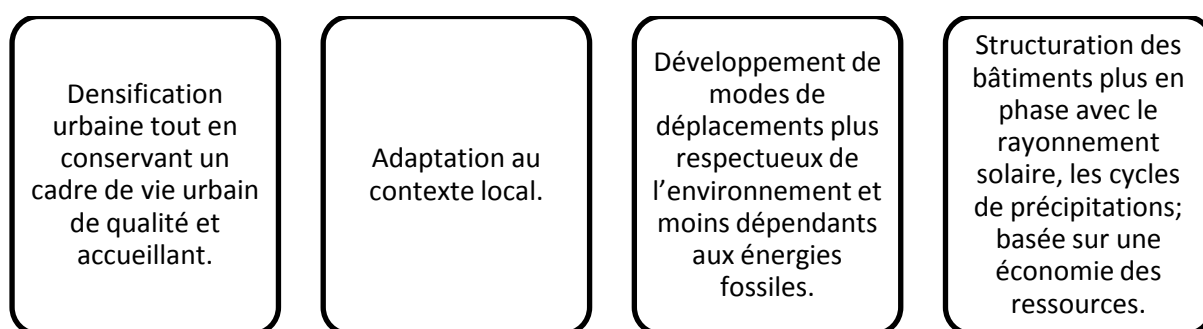 Densification
urbaine tout en
conservant un
cadre de vie urbain
de qualité et
accueillant.
Adaptation au
contexte local.
Développement de
modes de
déplacements plus
respectueux de
l’environnement et
moins dépendants
aux énergies
fossiles.
Structuration des
bâtiments plus en
phase avec le
rayonnement
solaire, les cycles
de précipitations;
basée sur une
économie des
ressources.